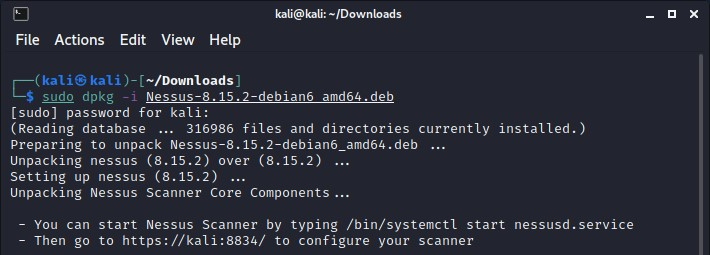 kali@kali: ~/Downloads
File Actions Edit View Help
┌──(kali㉿kali)-[~/Downloads]
└─$ sudo dpkg -i Nessus-8.15.2-debian6_amd64.deb
[sudo] password for kali:
(Reading database ... 316986 files and directories currently installed.)
Preparing to unpack Nessus-8.15.2-debian6_amd64.deb ...
Unpacking nessus (8.15.2) over (8.15.2) ...
Setting up nessus (8.15.2) ...
Unpacking Nessus Scanner Core Components...
- You can start Nessus Scanner by typing /bin/systemctl start nessusd.service
- Then go to https://kali:8834/ to configure your scanner